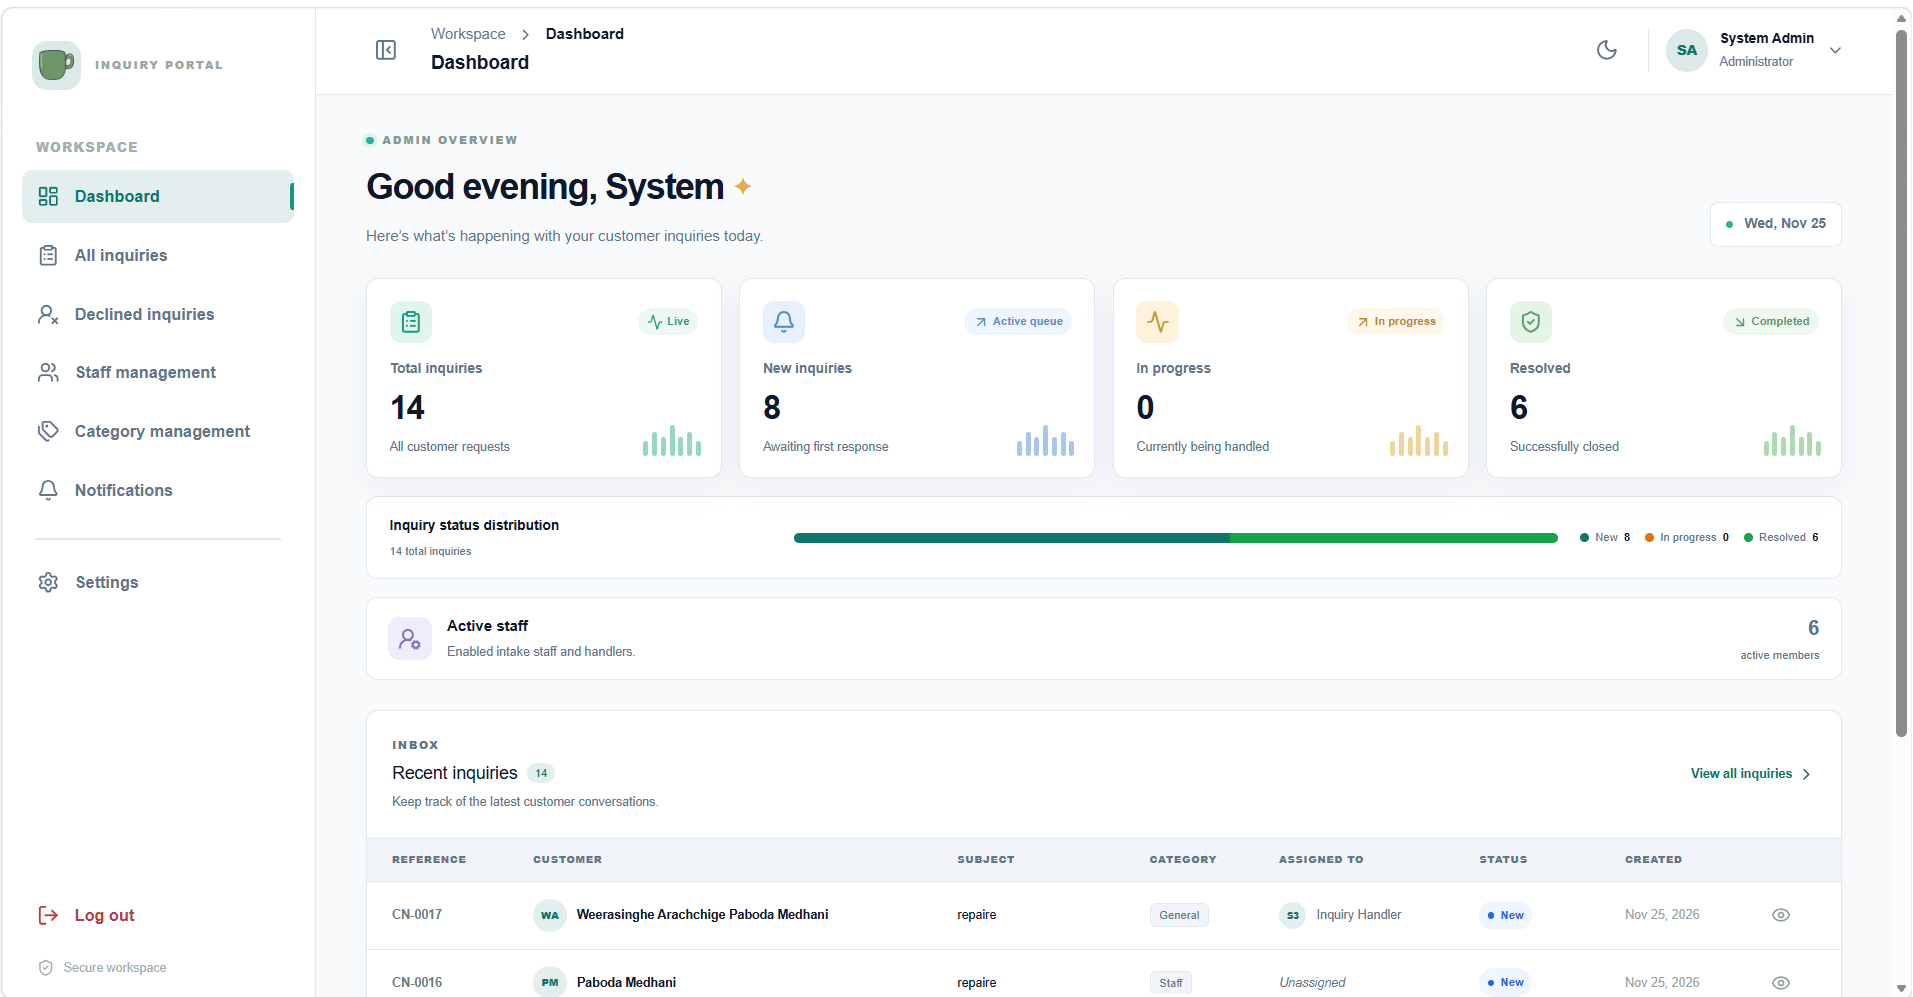 INQUIRY PORTAL
WORKSPACE
Dashboard
All inquiries
Declined inquiries
Staff management
Category management
Notifications
Settings
Log out
Secure workspace
Workspace > Dashboard
Dashboard
SA
System Admin
Administrator
ADMIN OVERVIEW
Good evening, System
Here's what's happening with your customer inquiries today.
Wed, Nov 25
Live
Total inquiries
14
All customer requests
Active queue
New inquiries
8
Awaiting first response
In progress
In progress
0
Currently being handled
Completed
Resolved
6
Successfully closed
Inquiry status distribution
14 total inquiries
New 8 In progress 0 Resolved 6
Active staff
Enabled intake staff and handlers.
6
active members
INBOX
Recent inquiries 14
Keep track of the latest customer conversations.
View all inquiries
REFERENCE CUSTOMER SUBJECT CATEGORY ASSIGNED TO STATUS CREATED
CN-0017 WA Weerasinghe Arachchige Paboda Medhani repaire General S3 Inquiry Handler New Nov 25, 2026
CN-0016 PM Paboda Medhani repaire Staff Unassigned New Nov 25, 2026